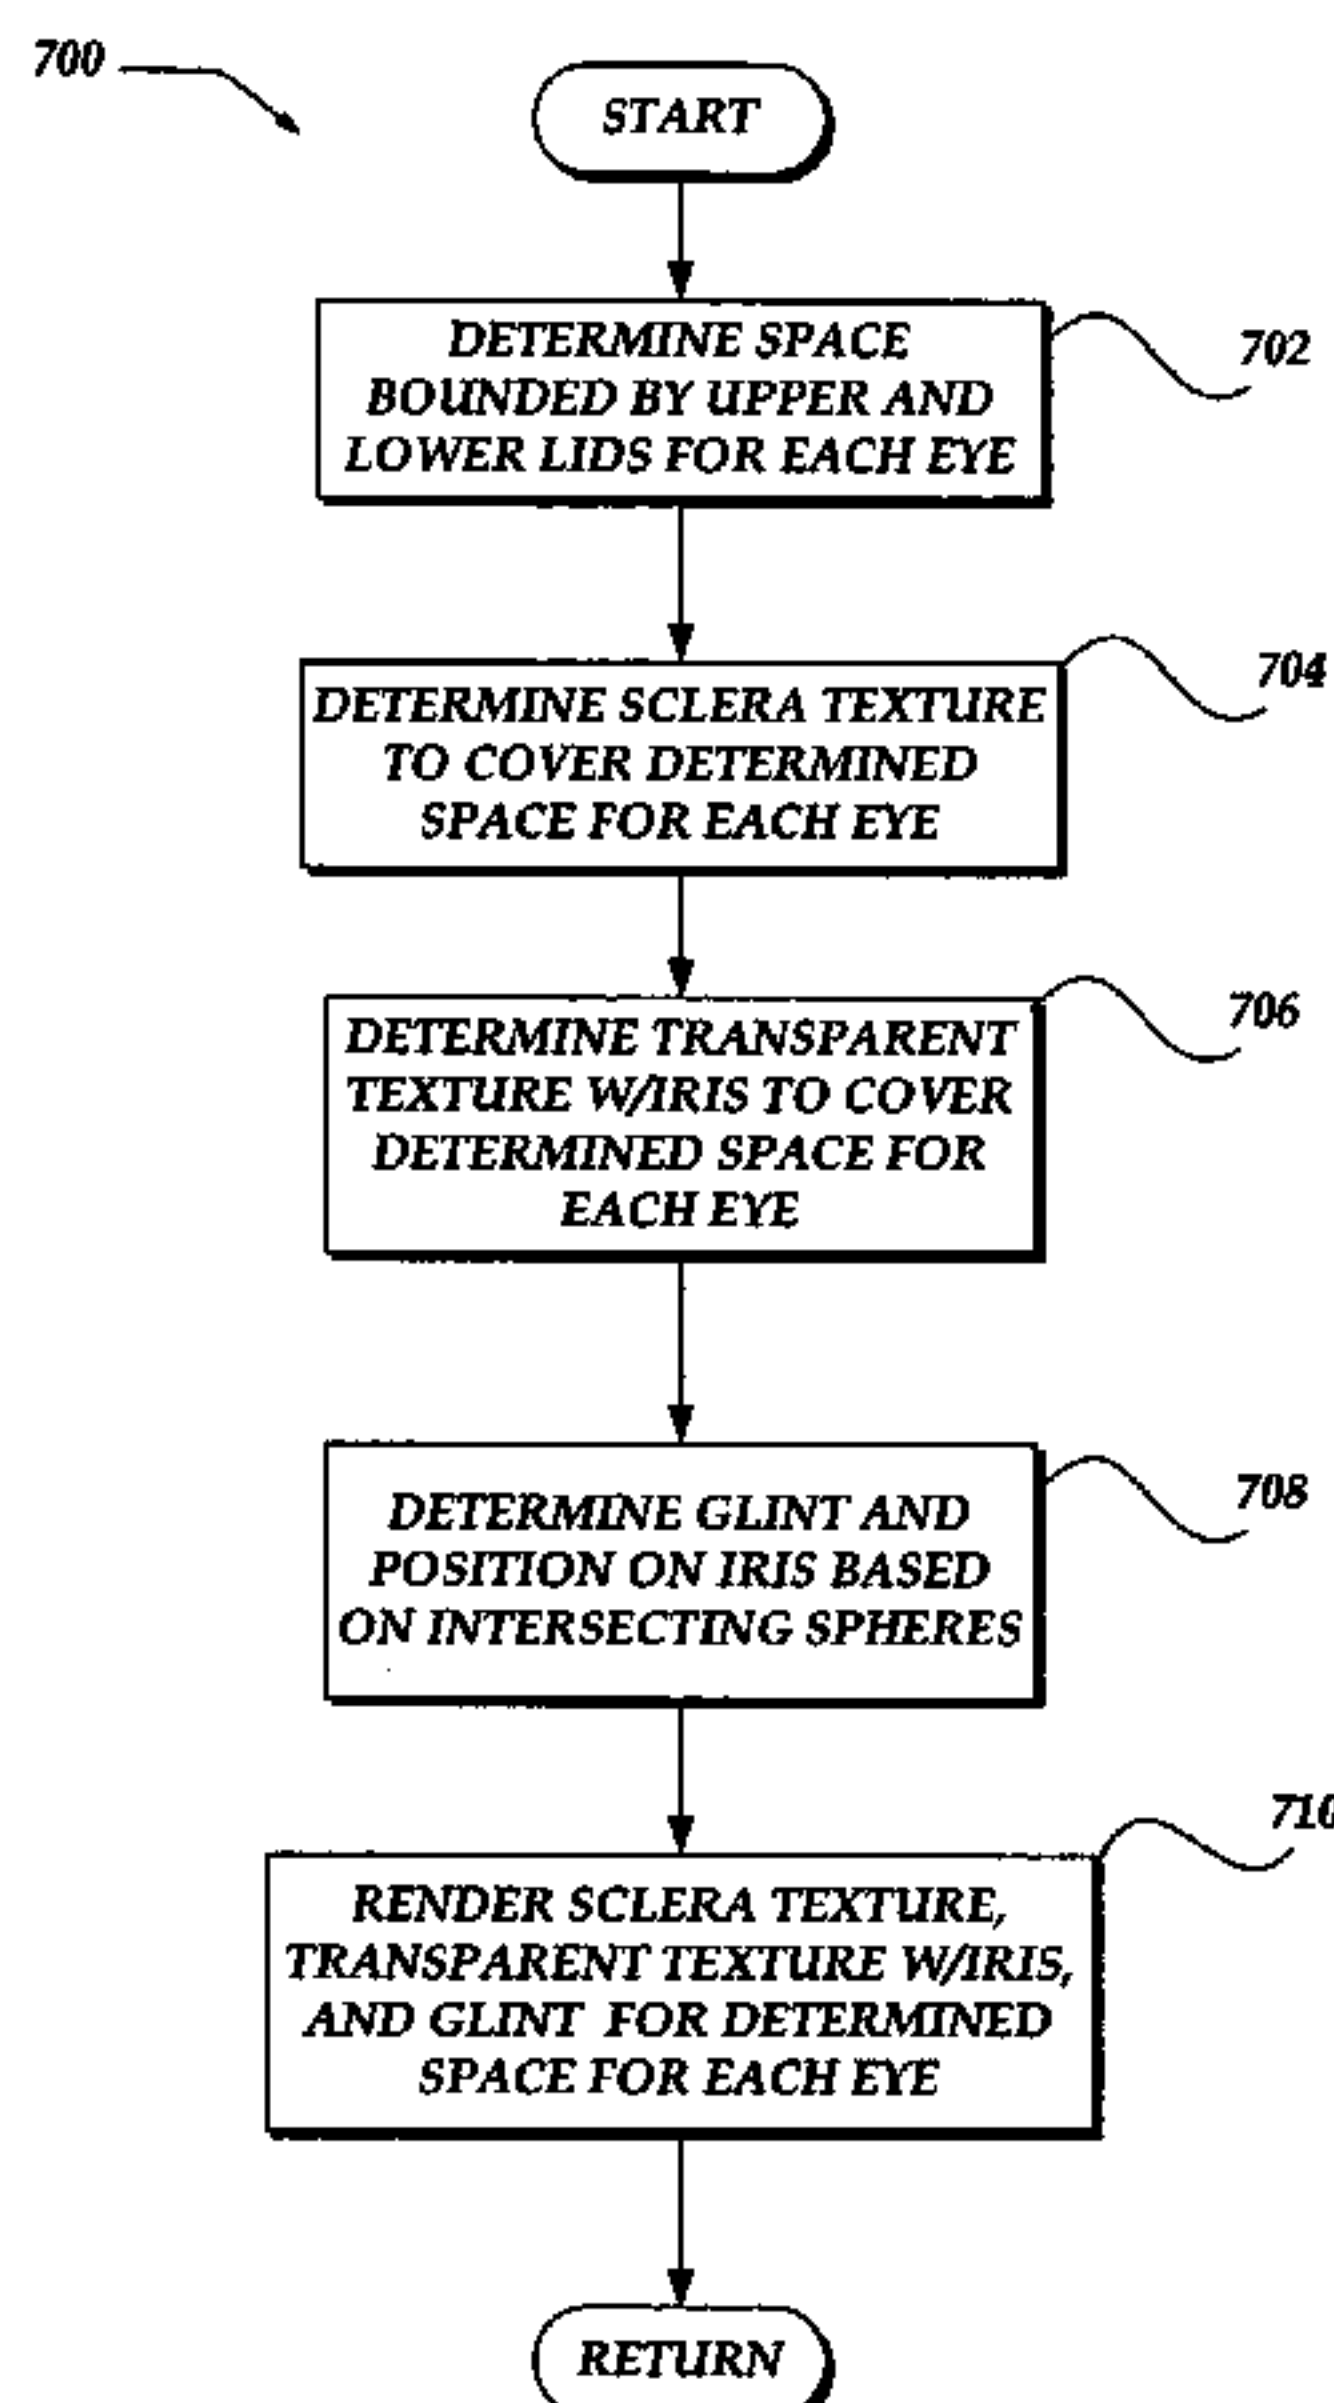 700
START
DETERMINE SPACE
BOUNDED BY UPPER AND
LOWER LIDS FOR EACH EYE
702
DETERMINE SCLERA TEXTURE
TO COVER DETERMINED
SPACE FOR EACH EYE
704
DETERMINE TRANSPARENT
TEXTURE W/IRIS TO COVER
DETERMINED SPACE FOR
EACH EYE
706
DETERMINE GLINT AND
POSITION ON IRIS BASED
ON INTERSECTING SPHERES
708
RENDER SCLERA TEXTURE,
TRANSPARENT TEXTURE W/IRIS,
AND GLINT FOR DETERMINED
SPACE FOR EACH EYE
710
RETURN